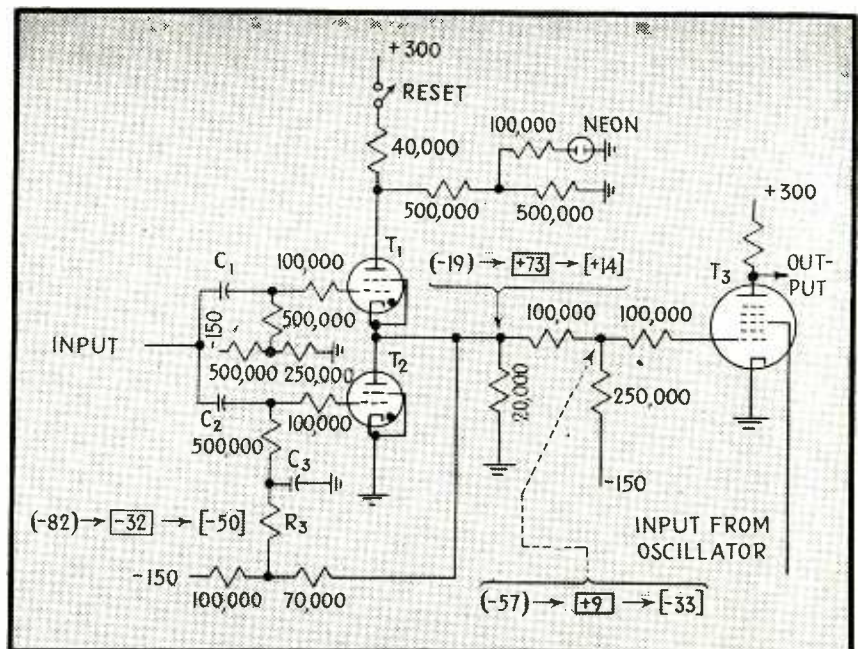 +300
RESET
40,000
100,000
NEON
500,000
500,000
+300
T1
(-19) → +73 → [+14]
T3
OUT-
PUT
C1
100,000
500,000
-150
INPUT
500,000
250,000
100,000
100,000
T2
C2
100,000
20,000
250,000
500000
C3
-150
(-82) → -32 → [-50]
R3
INPUT FROM
OSCILLATOR
-150
100,000
70,000
(-57) → +9 → [-33]